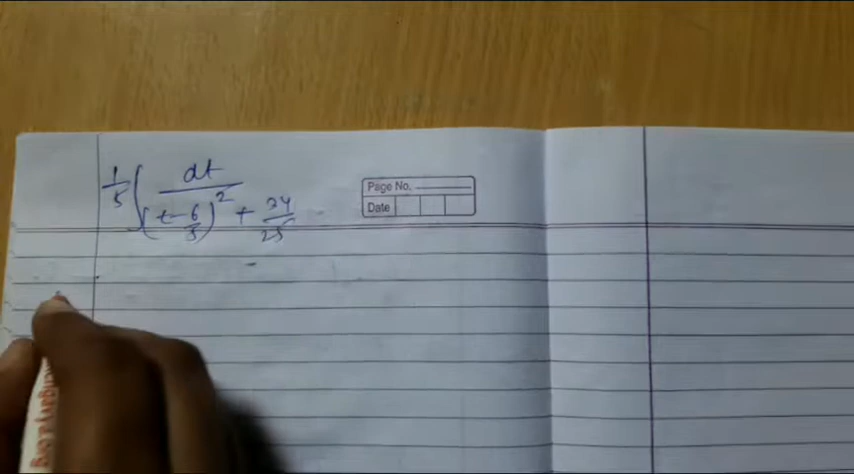 1/5 ∫ dt / ((t - 6/5)² + 24/25)
Page No.
Date